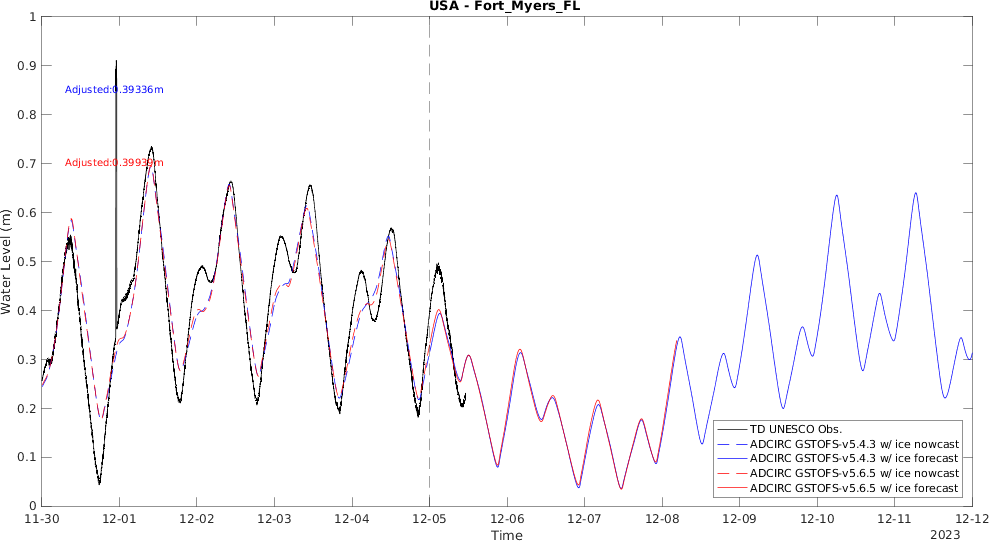 USA - Fort_Myers_FL
1
0.9
0.8
0.7
0.6
0.5
0.4
0.3
0.2
0.1
0
Water Level (m)
Adjusted:0.39336m
Adjusted:0.39939m
TD UNESCO Obs.
ADCIRC GSTOFS-v5.4.3 w/ ice nowcast
ADCIRC GSTOFS-v5.4.3 w/ ice forecast
ADCIRC GSTOFS-v5.6.5 w/ ice nowcast
ADCIRC GSTOFS-v5.6.5 w/ ice forecast
11-30 12-01 12-02 12-03 12-04 12-05 12-06 12-07 12-08 12-09 12-10 12-11 12-12
Time
2023